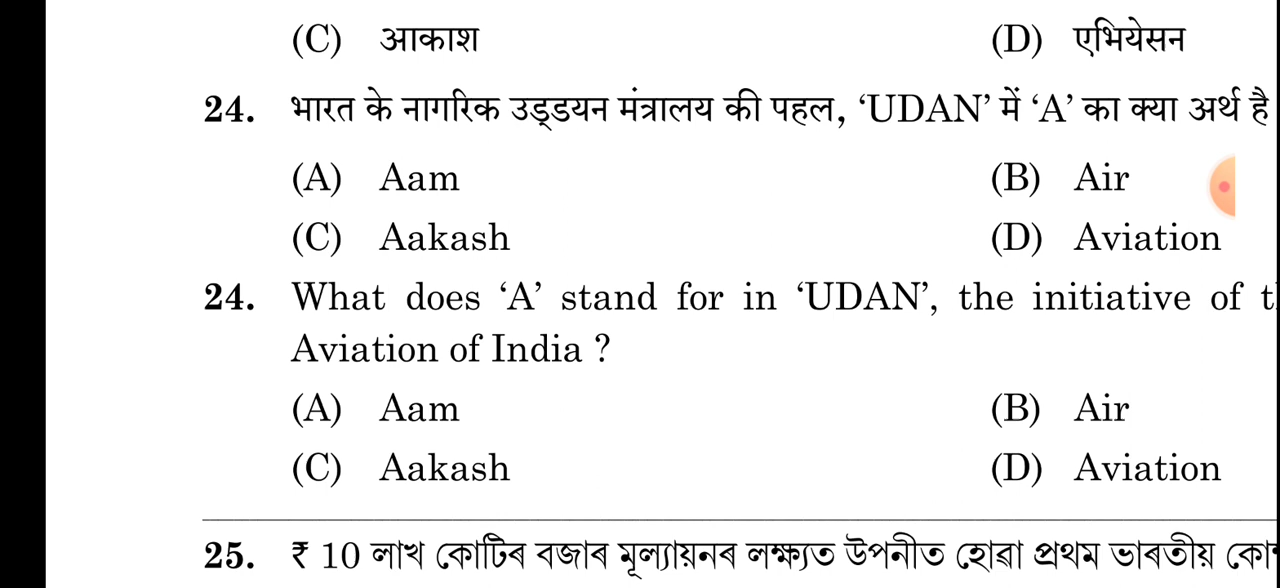 (C) आकाश (D) एभियेसन
24. भारत के नागरिक उड्डयन मंत्रालय की पहल, ‘UDAN’ में ‘A’ का क्या अर्थ है
(A) Aam (B) Air
(C) Aakash (D) Aviation
24. What does ‘A’ stand for in ‘UDAN’, the initiative of
Aviation of India ?
(A) Aam (B) Air
(C) Aakash (D) Aviation
25. ₹ 10 লাখ কোটিৰ বজাৰ মূল্যায়নৰ লক্ষ্যত উপনীত হোৱা প্ৰথম ভাৰতীয়